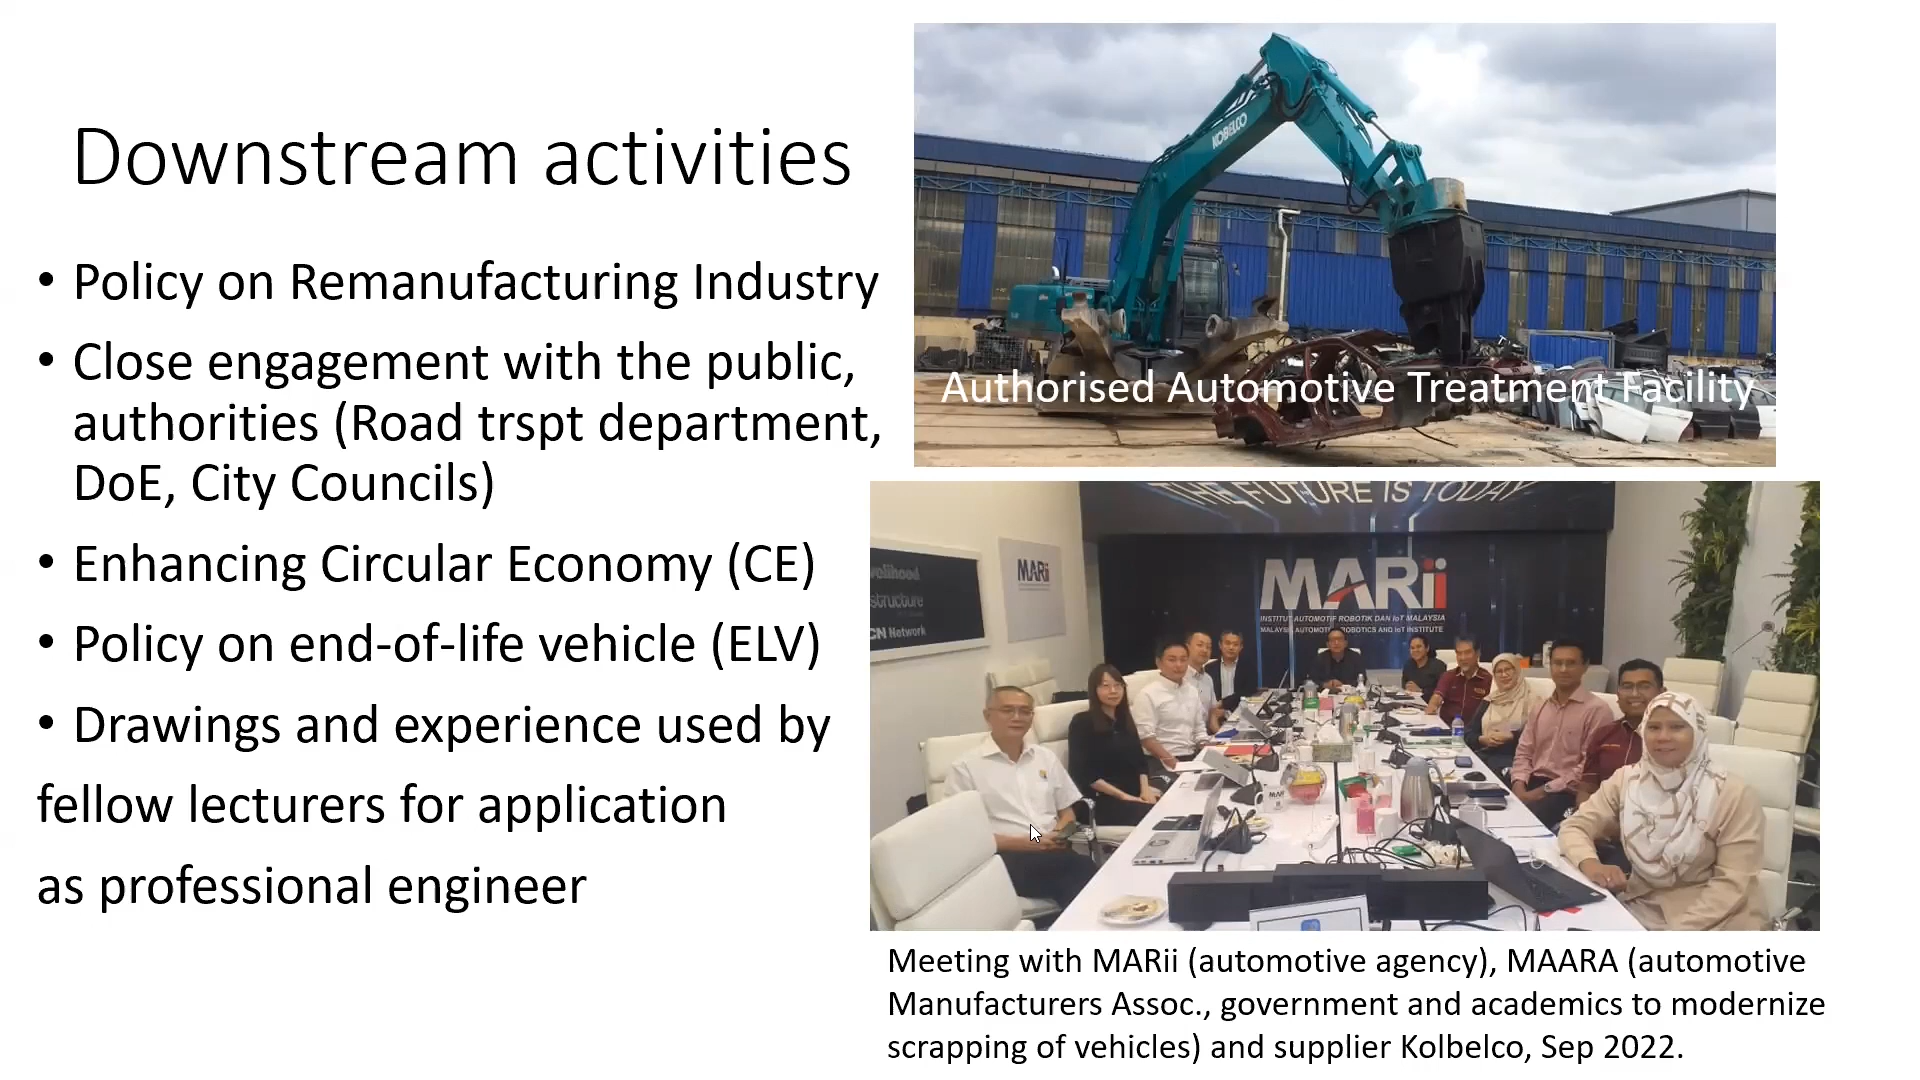 Downstream activities
• Policy on Remanufacturing Industry
• Close engagement with the public,
authorities (Road trspt department,
DoE, City Councils)
• Enhancing Circular Economy (CE)
• Policy on end-of-life vehicle (ELV)
• Drawings and experience used by
fellow lecturers for application
as professional engineer
KOBELCO
Authorised Automotive Treatment Facility
THE FUTURE IS TODAY
MARii
INSTITUT AUTOMOTIF ROBOTIK DAN IoT MALAYSIA
MALAYSIA AUTOMOTIVE ROBOTICS AND IoT INSTITUTE
MARii
structure
CN Network
Meeting with MARii (automotive agency), MAARA (automotive
Manufacturers Assoc., government and academics to modernize
scrapping of vehicles) and supplier Kolbelco, Sep 2022.